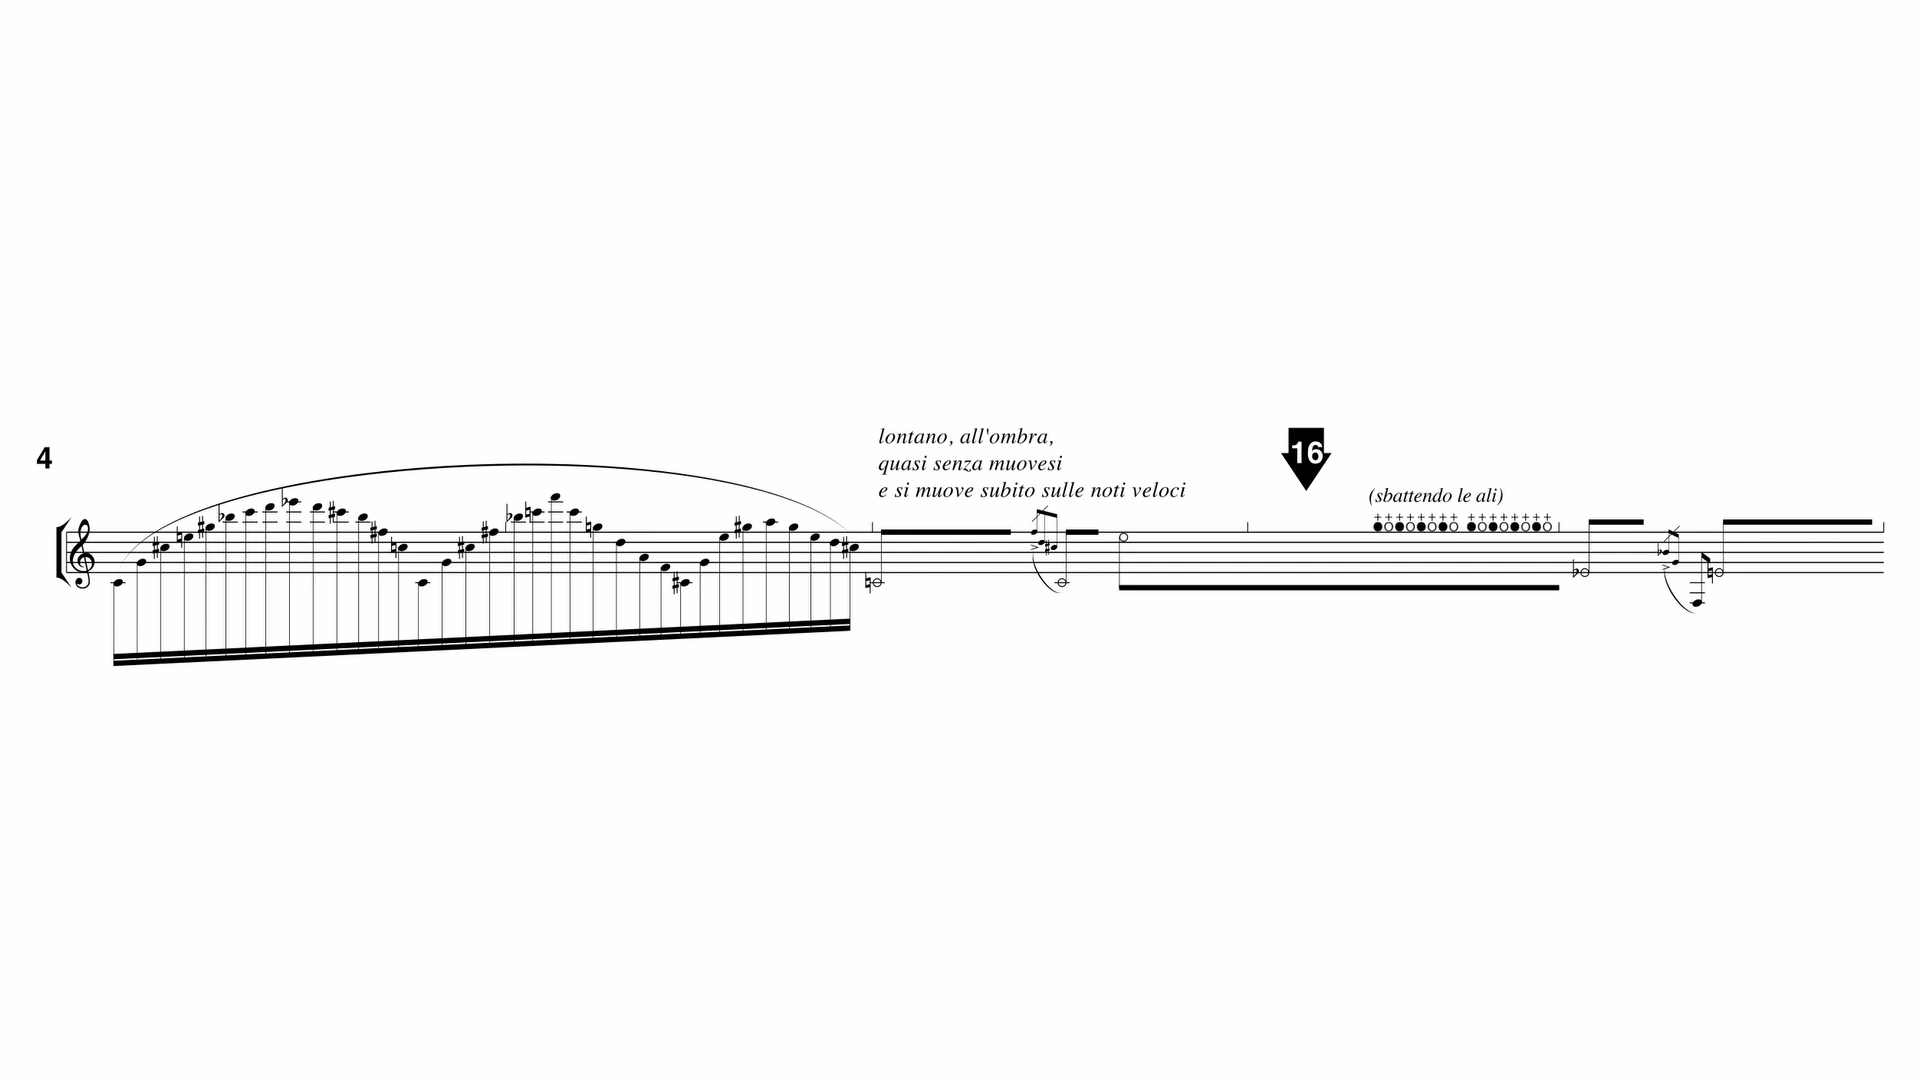 4
lontano, all'ombra,
quasi senza muovesi
e si muove subito sulle noti veloci
16
(sbattendo le ali)